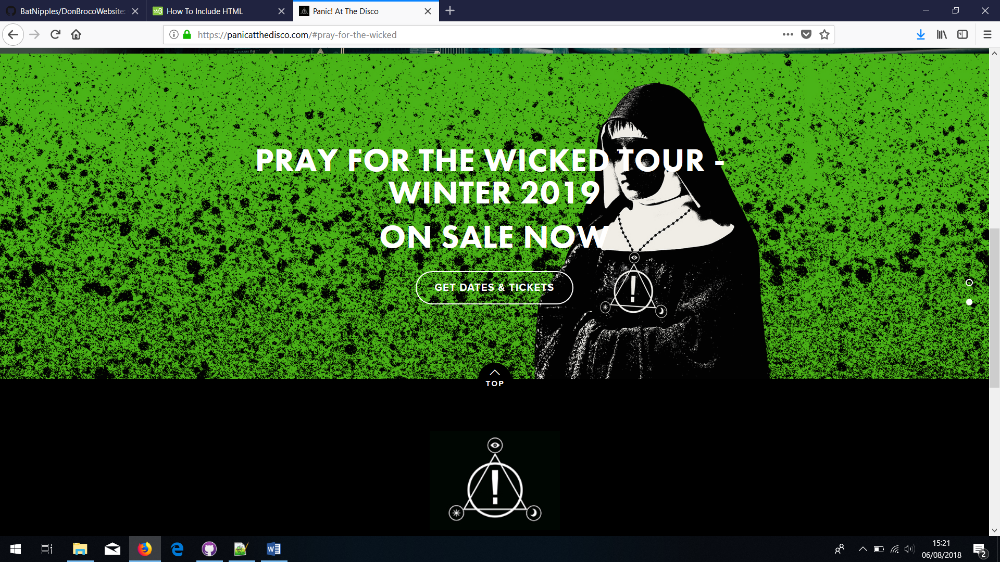 BatNipples/DonBrocoWebsite:
How To Include HTML
Panic! At The Disco
https://panicatthedisco.com/#pray-for-the-wicked
PRAY FOR THE WICKED TOUR -
WINTER 2019
ON SALE NOW
GET DATES & TICKETS
!
TOP
!
15:21
06/08/2018
2